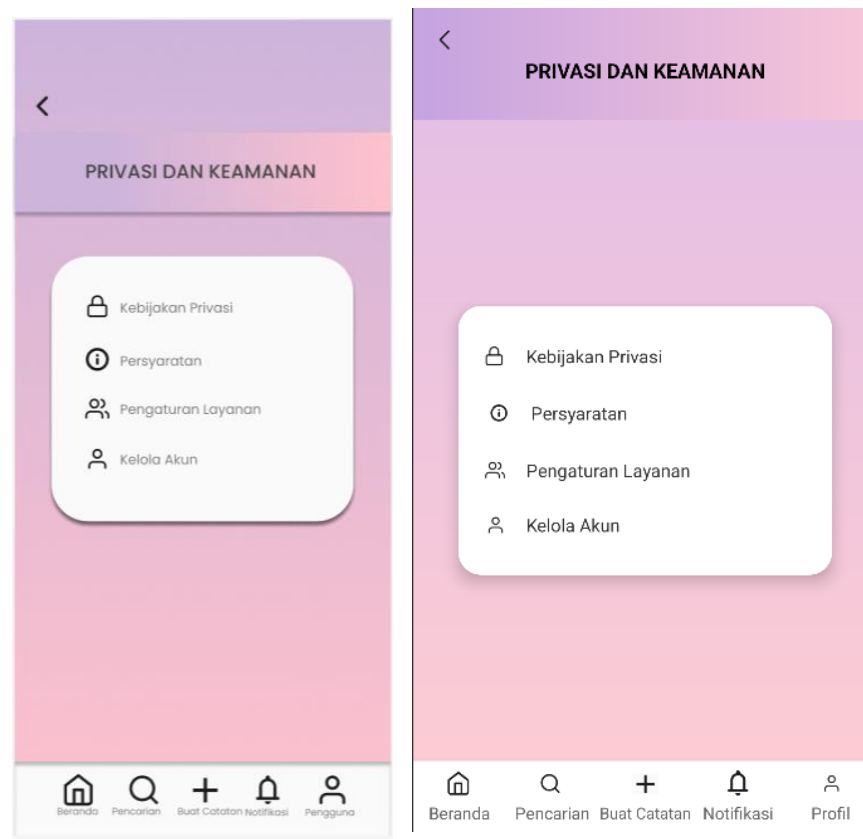 PRIVASI DAN KEAMANAN
Kebijakan Privasi
Persyaratan
Pengaturan Layanan
Kelola Akun
Beranda Pencarian Buat Catatan Notifikasi Pengguna
PRIVASI DAN KEAMANAN
Kebijakan Privasi
Persyaratan
Pengaturan Layanan
Kelola Akun
Beranda Pencarian Buat Catatan Notifikasi Profil